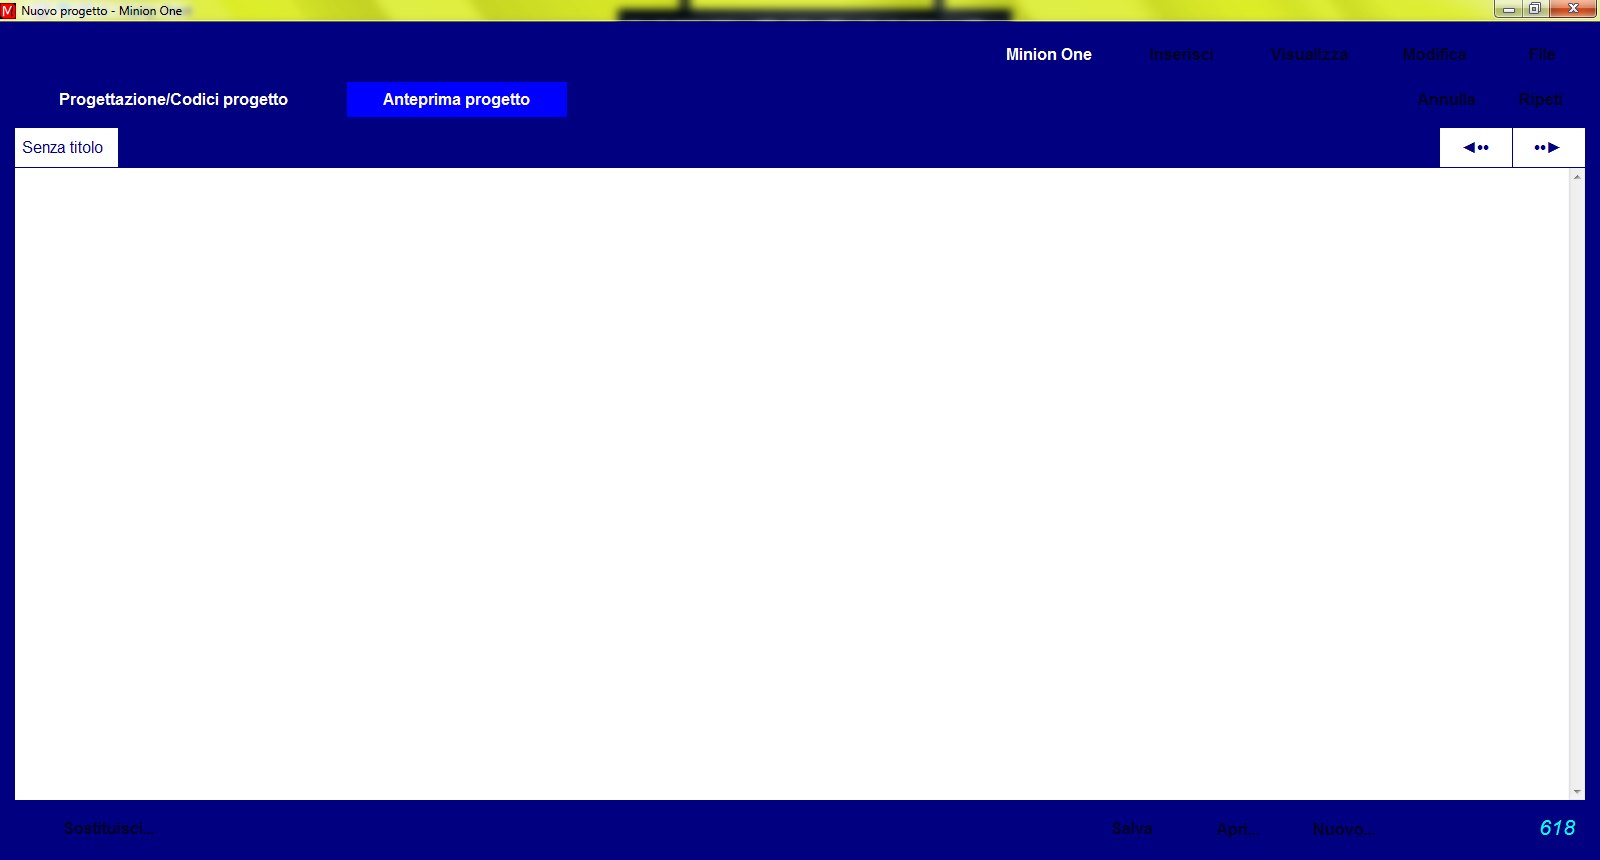 Nuovo progetto - Minion One
Minion One Inserisci Visualizza Modifica File
Progettazione/Codici progetto Anteprima progetto Annulla Ripeti
Senza titolo ◄•• ••►
Sostituisci... Salva Apri... Nuovo... 618